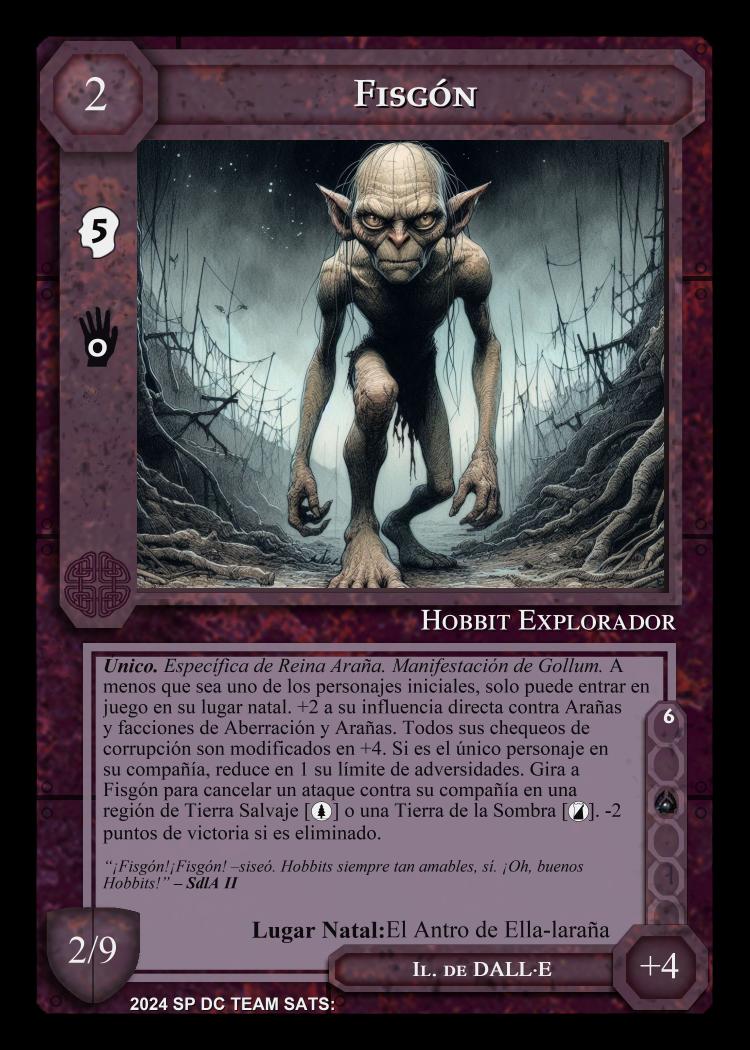 2
Fisgón
5
0
Hobbit Explorador
Único. Específica de Reina Araña. Manifestación de Gollum. A
menos que sea uno de los personajes iniciales, solo puede entrar en
juego en su lugar natal. +2 a su influencia directa contra Arañas
y facciones de Aberración y Arañas. Todos sus chequeos de
corrupción son modificados en +4. Si es el único personaje en
su compañía, reduce en 1 su límite de adversidades. Gira a
Fisgón para cancelar un ataque contra su compañía en una
región de Tierra Salvaje [] o una Tierra de la Sombra []. -2
puntos de victoria si es eliminado.
6
“¡Fisgón!¡Fisgón! –siseó. Hobbits siempre tan amables, sí. ¡Oh, buenos
Hobbits!” – SdlA II
Lugar Natal:El Antro de Ella-laraña
2/9
Il. de DALL·E
+4
2024 SP DC TEAM SATS: